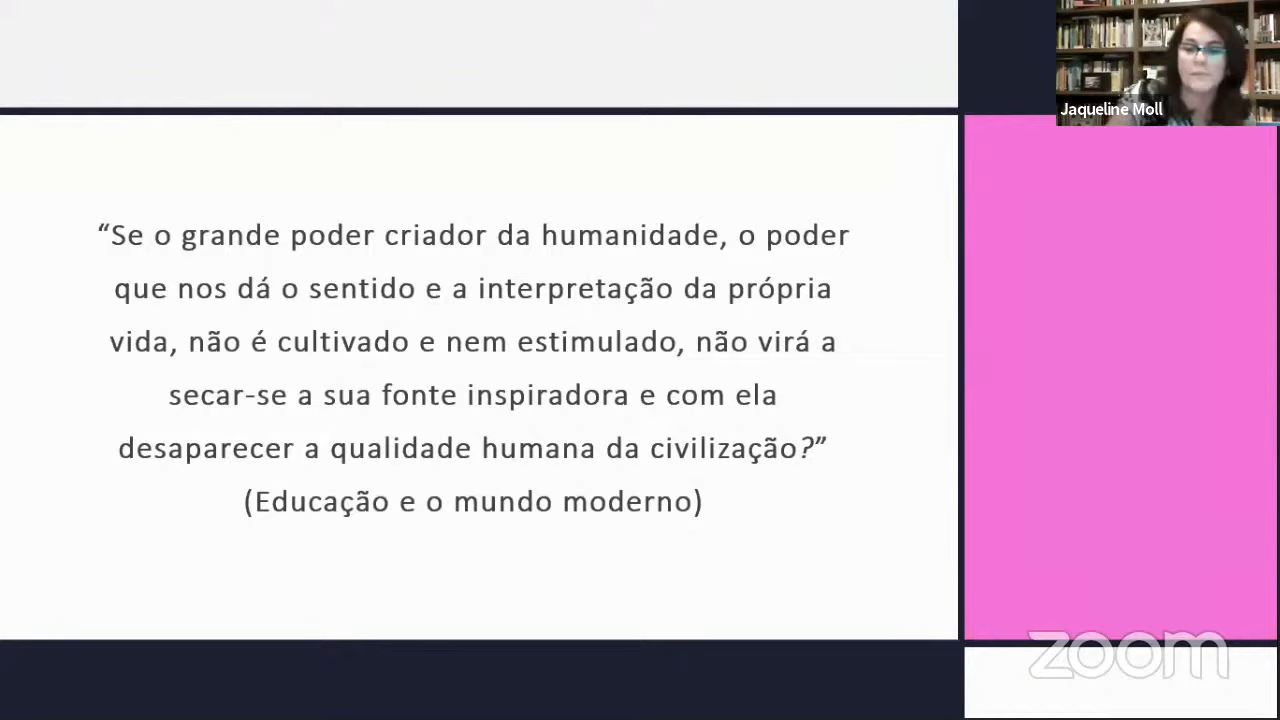 Jaqueline Moll
“Se o grande poder criador da humanidade, o poder
que nos dá o sentido e a interpretação da própria
vida, não é cultivado e nem estimulado, não virá a
secar-se a sua fonte inspiradora e com ela
desaparecer a qualidade humana da civilização?”
(Educação e o mundo moderno)
zoom